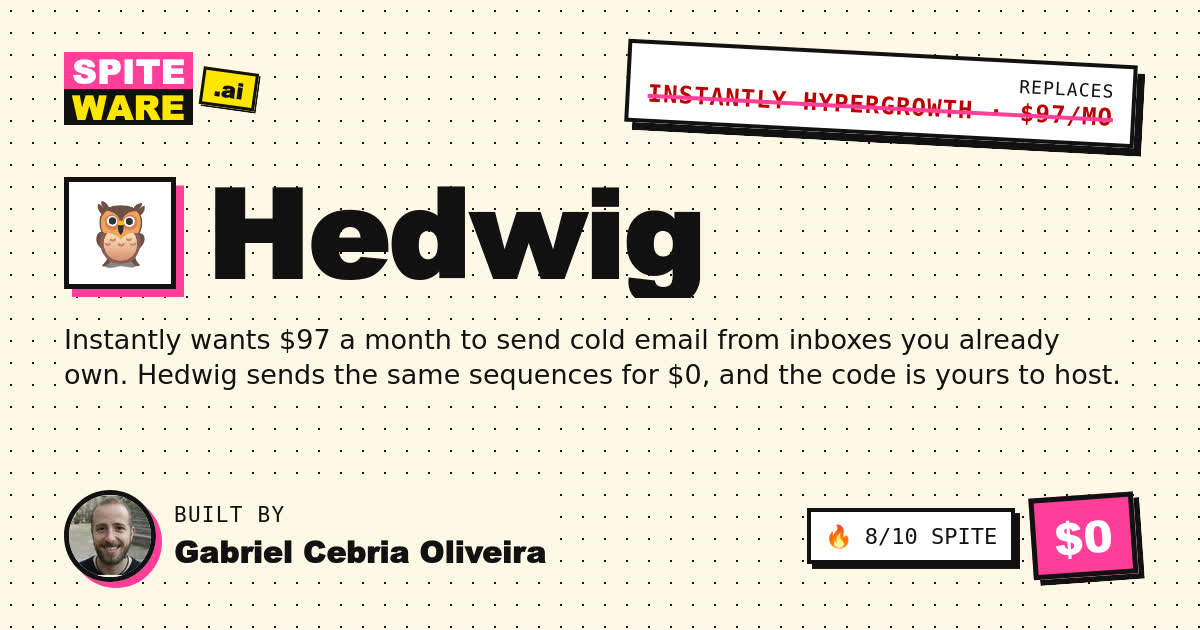 SPITE
WARE
.ai
REPLACES
INSTANTLY HYPERGROWTH · $97/MO
Hedwig
Instantly wants $97 a month to send cold email from inboxes you already
own. Hedwig sends the same sequences for $0, and the code is yours to host.
BUILT BY
Gabriel Cebria Oliveira
🔥 8/10 SPITE
$0